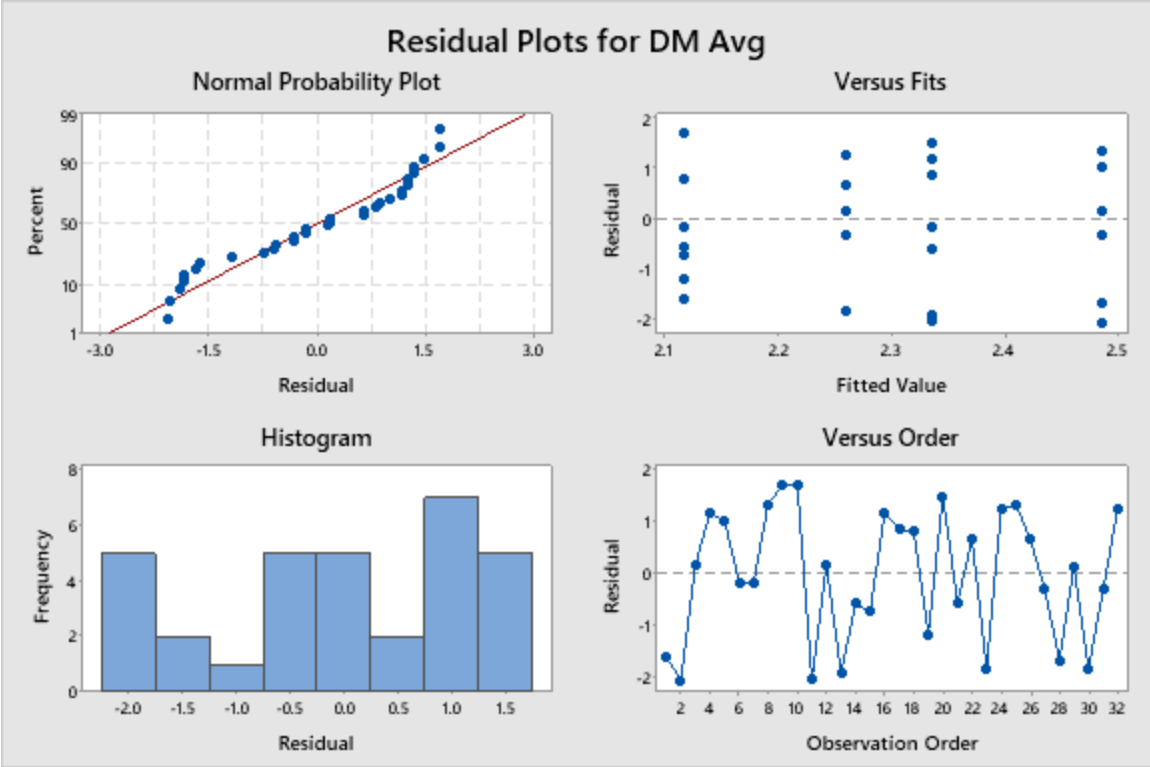 Residual Plots for DM Avg
Normal Probability Plot
Versus Fits
99
90
50
10
1
Percent
-3.0 -1.5 0.0 1.5 3.0
Residual
2
1
0
-1
-2
Residual
2.1 2.2 2.3 2.4 2.5
Fitted Value
Histogram
Versus Order
8
6
4
2
0
Frequency
-2.0 -1.5 -1.0 -0.5 0.0 0.5 1.0 1.5
Residual
2
1
0
-1
-2
Residual
2 4 6 8 10 12 14 16 18 20 22 24 26 28 30 32
Observation Order